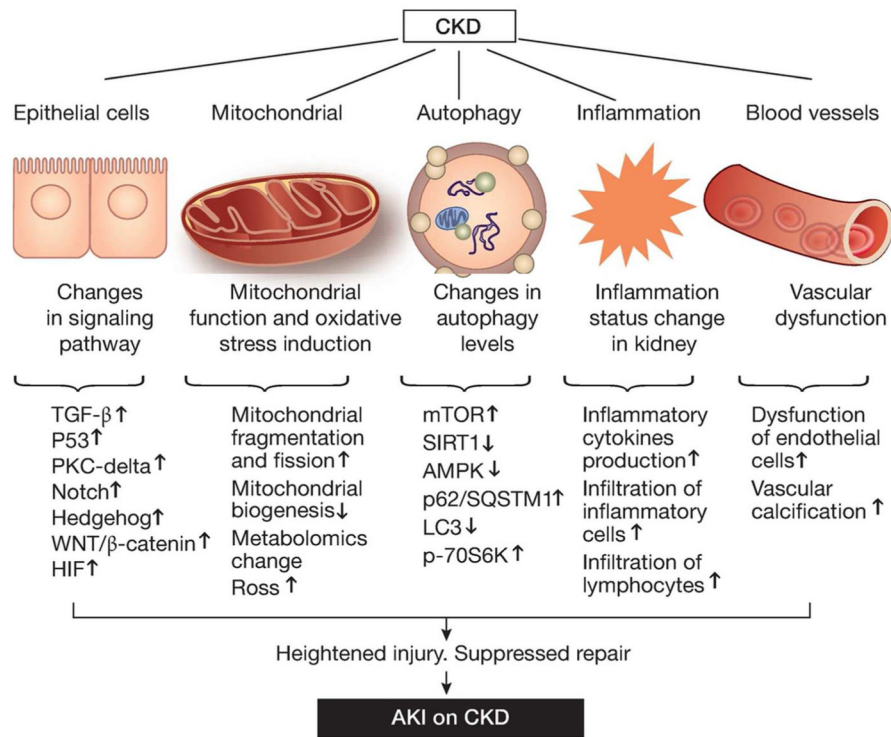 CKD
Epithelial cells
Mitochondrial
Autophagy
Inflammation
Blood vessels
Changes
in signaling
pathway
Mitochondrial
function and oxidative
stress induction
Changes in
autophagy
levels
Inflammation
status change
in kidney
Vascular
dysfunction
TGF-β↑
P53↑
PKC-delta↑
Notch↑
Hedgehog↑
WNT/β-catenin↑
HIF↑
Mitochondrial
fragmentation
and fission↑
Mitochondrial
biogenesis↓
Metabolomics
change
Ross↑
mTOR↑
SIRT1↓
AMPK↓
p62/SQSTM1↑
LC3↓
p-70S6K↑
Inflammatory
cytokines
production↑
Infiltration of
inflammatory
cells↑
Infiltration of
lymphocytes↑
Dysfunction
of endothelial
cells↑
Vascular
calcification↑
Heightened injury. Suppressed repair
AKI on CKD